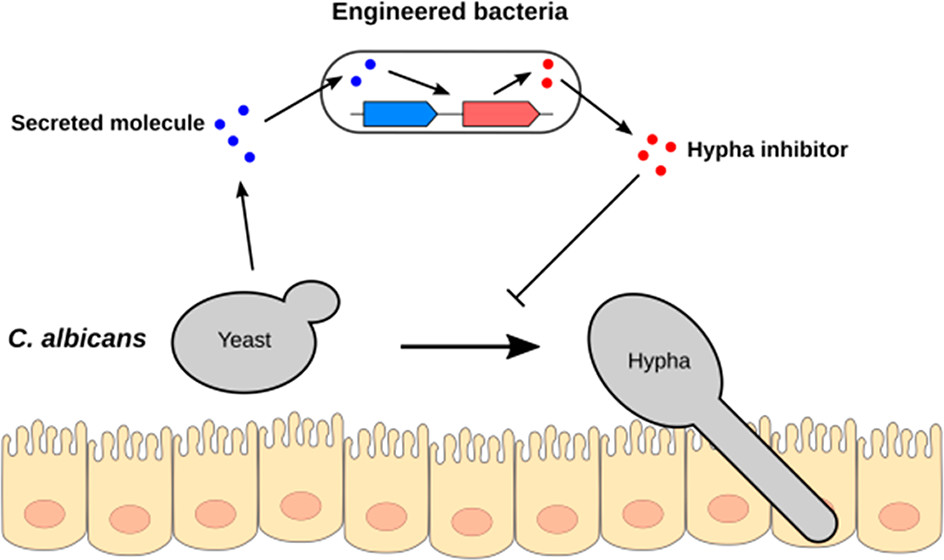 Engineered bacteria
Secreted molecule
Hypha inhibitor
C. albicans
Yeast
Hypha